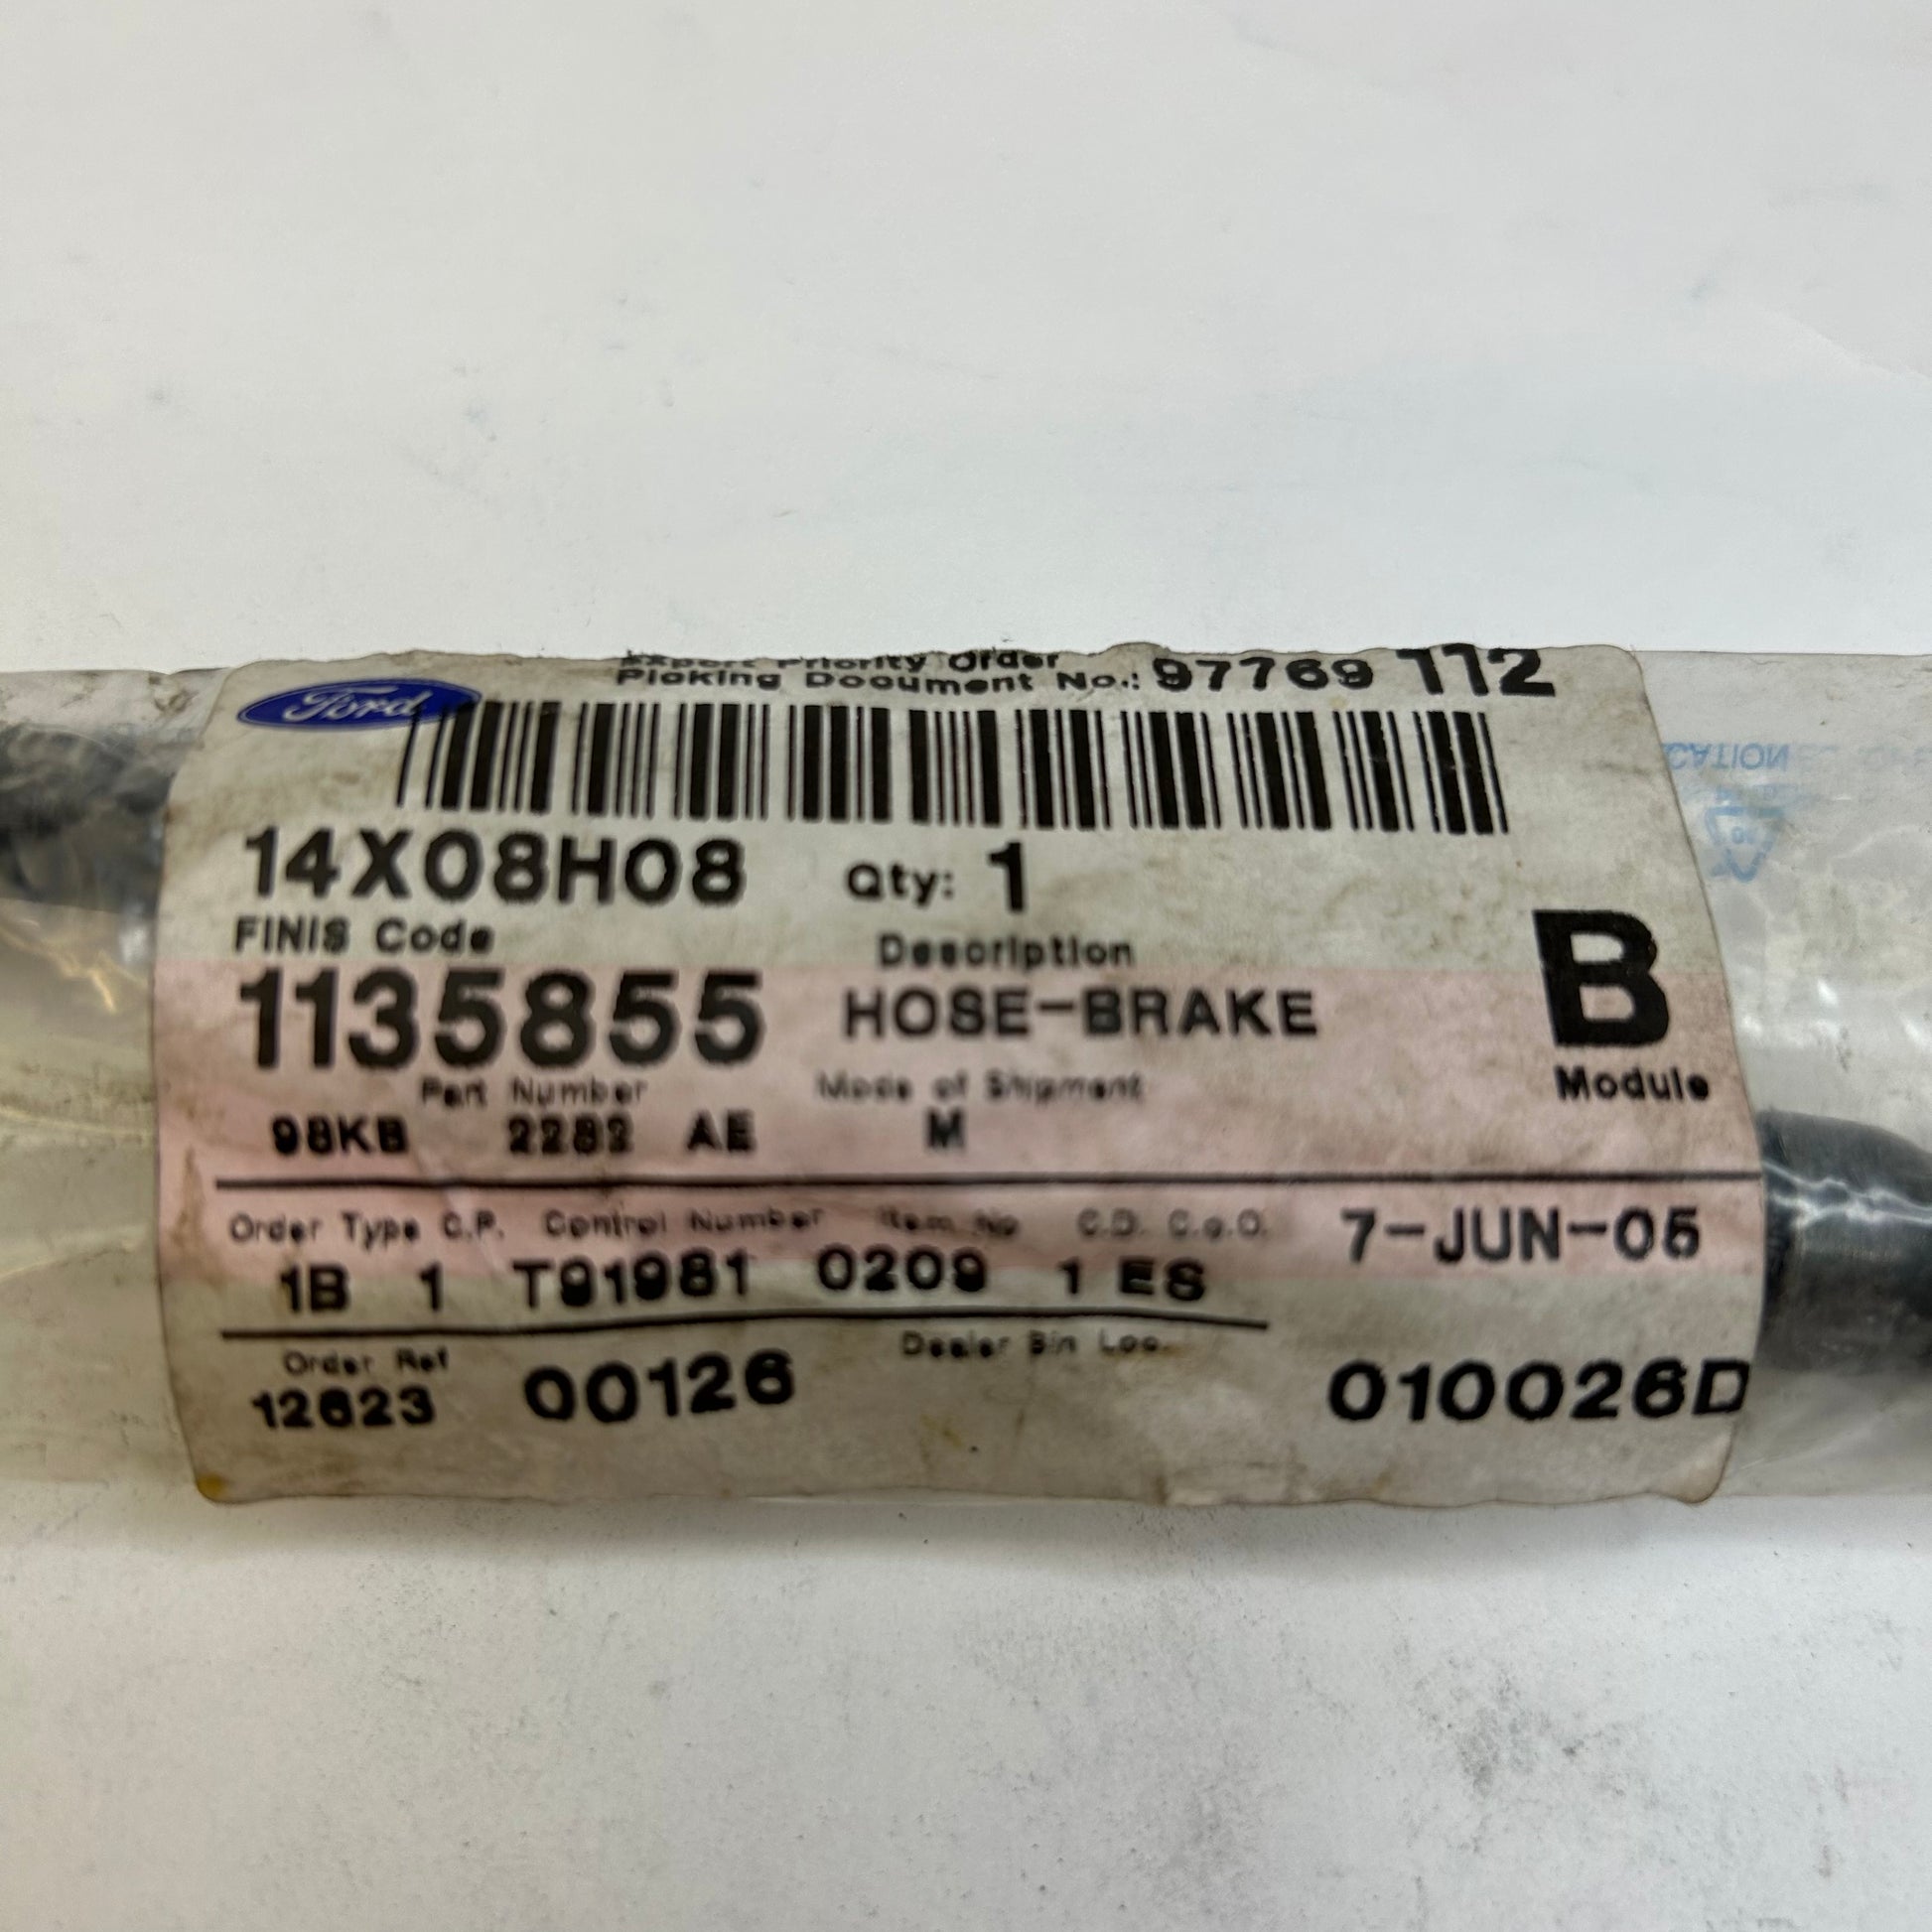 Export Priority Order
Picking Document No.: 97769 112
Ford
14X08H08 Qty: 1
FINIS Code Description
1135855 HOSE-BRAKE B
Part Number Mode of Shipment Module
98KB 2282 AE M
Order Type C.P. Control Number Item No C.D. C.o.O. 7-JUN-05
1B 1 T91981 0209 1 ES
Order Ref Dealer Bin Loc.
12623 00126 010026D
CATION